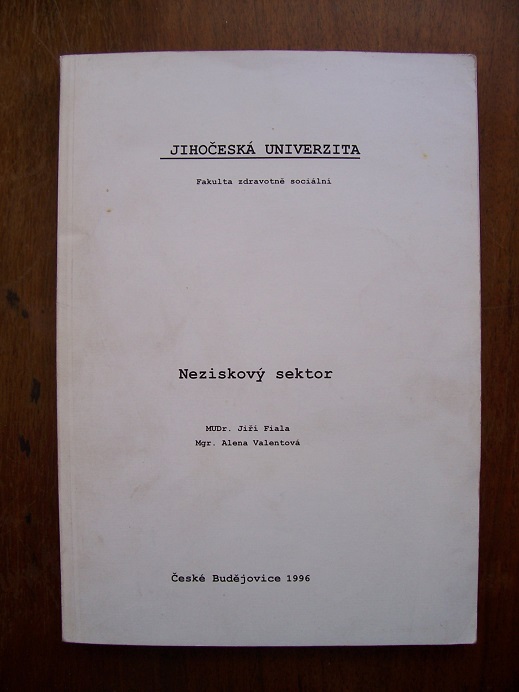 JIHOČESKÁ UNIVERZITA
Fakulta zdravotně sociální
Neziskový sektor
MUDr. Jiří Fiala
Mgr. Alena Valentová
České Budějovice 1996